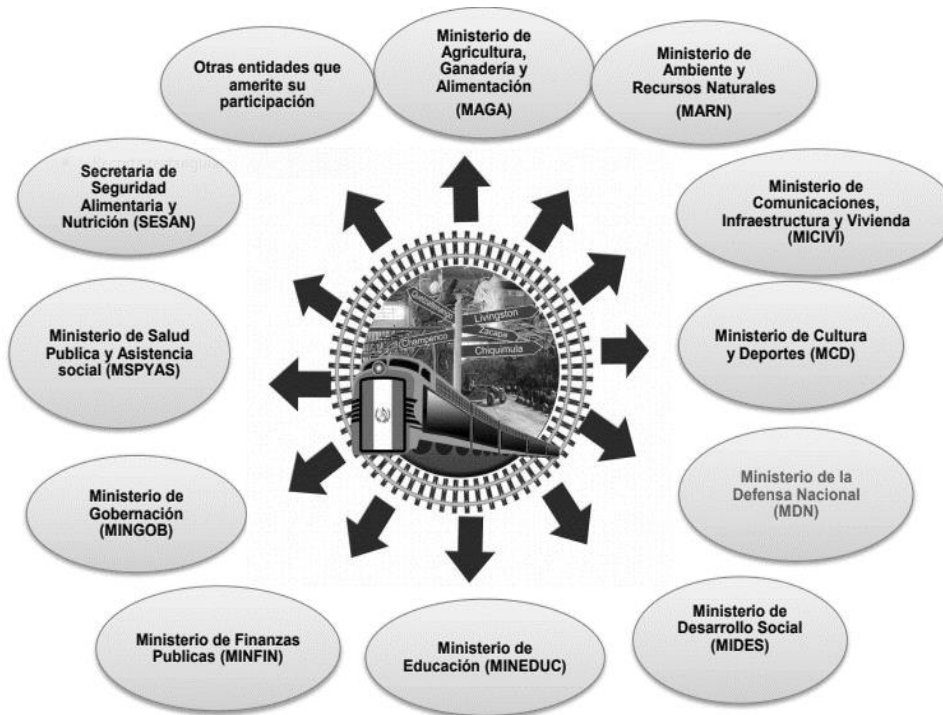 Otras entidades que
amerite su
participación
Ministerio de
Agricultura,
Ganadería y
Alimentación
(MAGA)
Ministerio de
Ambiente y
Recursos Naturales
(MARN)
Secretaria de
Seguridad
Alimentaria y
Nutrición (SESAN)
Ministerio de
Comunicaciones,
Infraestructura y Vivienda
(MICIVI)
Quetzaltenango
Livingston
Champerico
Zacapa
Chiquimula
Ministerio de Salud
Publica y Asistencia
social (MSPYAS)
Ministerio de Cultura
y Deportes (MCD)
Ministerio de
Gobernación
(MINGOB)
Ministerio de la
Defensa Nacional
(MDN)
Ministerio de Finanzas
Publicas (MINFIN)
Ministerio de
Educación (MINEDUC)
Ministerio de
Desarrollo Social
(MIDES)